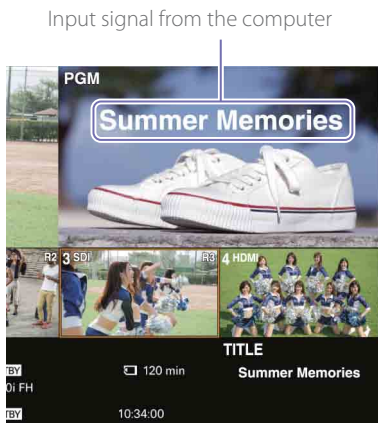 Input signal from the computer
PGM
Summer Memories
R2
3 SDI
R3
4 HDMI
TITLE
TBY
120 min
Summer Memories
0i FH
TBY
10:34:00